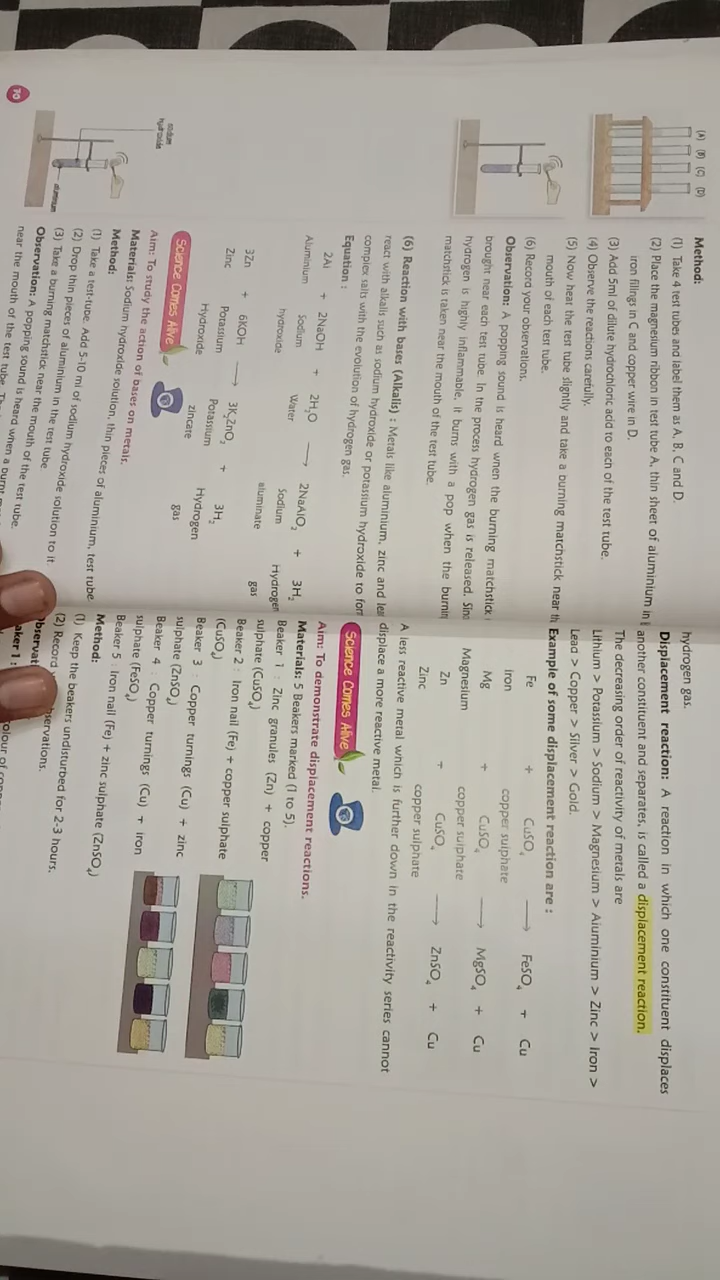 (A) (B) (C) (D)
Method:
(1) Take 4 test tubes and label them as A, B, C and D.
(2) Place the magnesium ribon in test tube A, thin sheet of aluminium in
iron filings in C and copper wire in D.
(3) Add 5ml of dilute hydrochloric acid to each of the test tube.
(4) Observe the reactions carefully.
(5) Now heat the test tube slightly and take a burning matchstick near
mouth of each test tube.
(6) Record your observations.
Observation: A popping sound is heard when the burning matchstick
brought near each test tube. In the process hydrogen gas is released.
hydrogen is highly inflammable, it burns with a pop when the
matchstick is taken near the mouth of the test tube.
(6) Reaction with bases (Alkalis) : Metals like aluminium, zinc and
react with alkalis such as sodium hydroxide or potassium hydroxide to
complex salts with the evolution of hydrogen gas.
Equation :
2Al + 2NaOH + 2H₂O ⟶ 2NaAlO₂ + 3H₂
Aluminium Sodium Water Sodium Hydrogen
hydroxide aluminate gas
3Zn + 6KOH ⟶ 3K₂ZnO₂ + 3H₂
Zinc Potassium Potassium Hydrogen
Hydroxide zincate gas
Science Comes Alive
Aim: To study the action of bases on metals.
Materials: Sodium hydroxide solution, thin pieces of aluminium, test tube.
Method:
(1) Take a test-tube. Add 5-10 ml of sodium hydroxide solution to it.
(2) Drop thin pieces of aluminium in the test tube.
(3) Take a burning matchstick near the mouth of the test tube.
Observation: A popping sound is heard when a burnt
near the mouth of the test tube.
sodium
hydroxide
aluminium
70
hydrogen gas.
Displacement reaction: A reaction in which one constituent displaces
another constituent and separates, is called a displacement reaction.
The decreasing order of reactivity of metals are
Lithium > Potassium > Sodium > Magnesium > Aluminium > Zinc > Iron >
Lead > Copper > Silver > Gold.
Example of some displacement reaction are :
Fe + CuSO₄ ⟶ FeSO₄ + Cu
Iron copper sulphate
Mg + CuSO₄ ⟶ MgSO₄ + Cu
Magnesium copper sulphate
Zn + CuSO₄ ⟶ ZnSO₄ + Cu
Zinc copper sulphate
A less reactive metal which is further down in the reactivity series cannot
displace a more reactive metal.
Science Comes Alive
Aim: To demonstrate displacement reactions.
Materials: 5 Beakers marked (1 to 5).
Beaker 1 : Zinc granules (Zn) + copper
sulphate (CuSO₄)
Beaker 2 : Iron nail (Fe) + copper sulphate
(CuSO₄)
Beaker 3 : Copper turnings (Cu) + zinc
sulphate (ZnSO₄)
Beaker 4 : Copper turnings (Cu) + iron
sulphate (FeSO₄)
Beaker 5 : Iron nail (Fe) + zinc sulphate (ZnSO₄)
Method:
(1) Keep the beakers undisturbed for 2-3 hours.
(2) Record